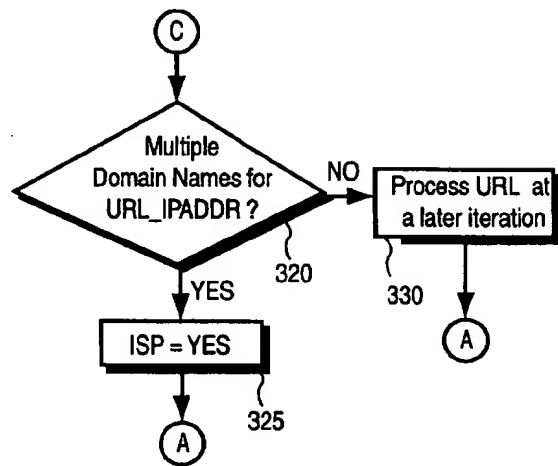 C
Multiple
Domain Names for
URL_IPADDR ?
NO
Process URL at
a later iteration
320
330
YES
ISP = YES
325
A
A